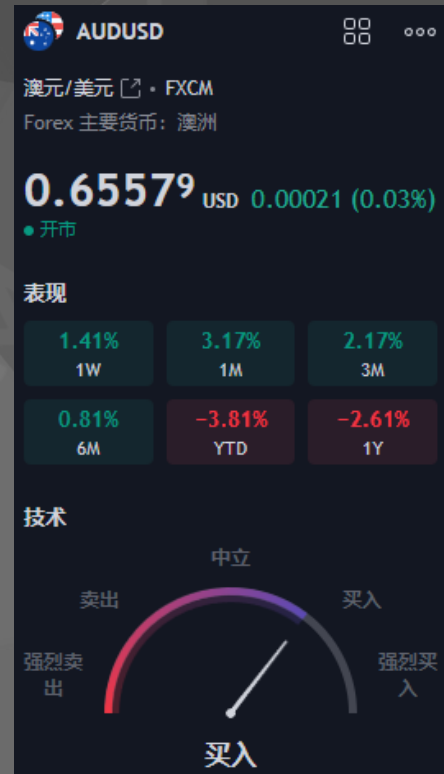 AUDUSD
澳元/美元 • FXCM
Forex 主要货币：澳洲
0.65579 USD 0.00021 (0.03%)
开市
表现
1.41% 3.17% 2.17%
1W 1M 3M
0.81% −3.81% −2.61%
6M YTD 1Y
技术
中立
卖出 买入
强烈卖出 强烈买入
买入